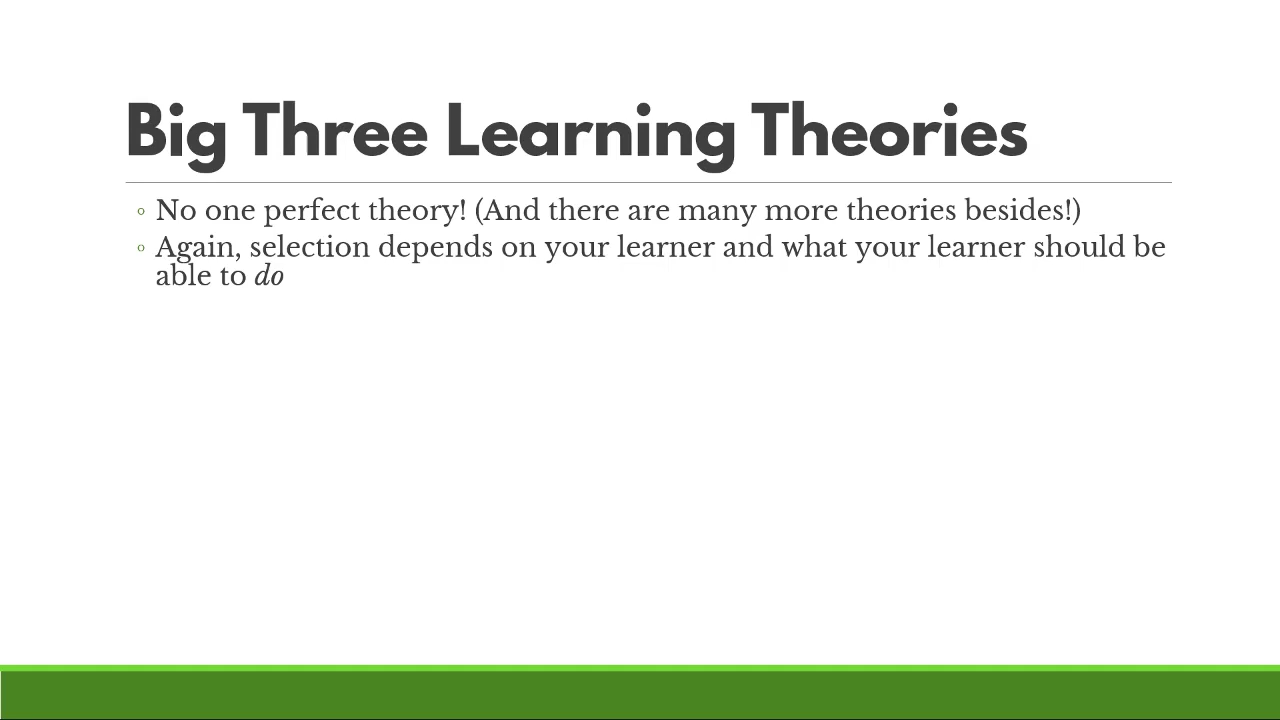 Big Three Learning Theories
◦ No one perfect theory! (And there are many more theories besides!)
◦ Again, selection depends on your learner and what your learner should be
able to do